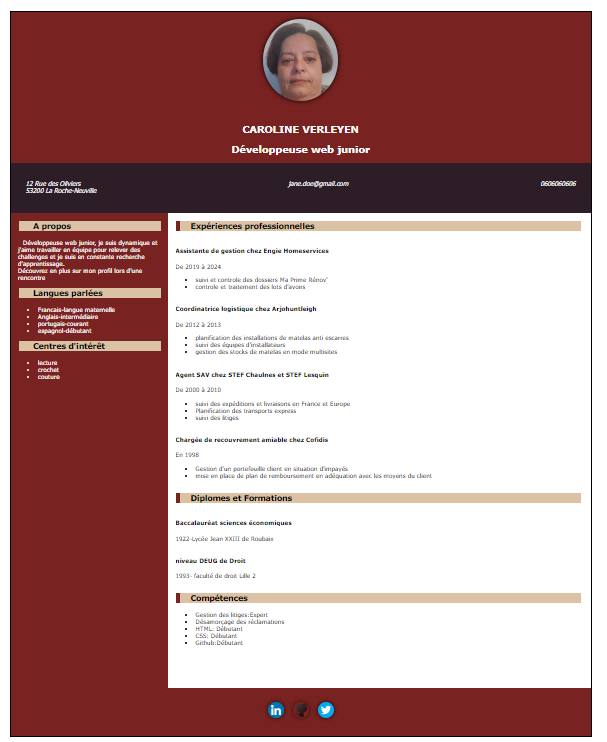 CAROLINE VERLEYEN
Développeuse web junior
12 Rue des Oliviers
53200 La Roche-Neuville
jane.doe@gmail.com
0606060606
A propos
Développeuse web junior, je suis dynamique et
j'aime travailler en équipe pour relever des
challenges et je suis en constante recherche
d'apprentissage.
Découvrez en plus sur mon profil lors d'une
rencontre
Langues parlées
Francais-langue maternelle
Anglais-intermédiaire
portugais-courant
espagnol-débutant
Centres d'intérêt
lecture
crochet
couture
Expériences professionnelles
Assistante de gestion chez Engie Homeservices
De 2019 à 2024
suivi et controle des dossiers Ma Prime Rénov'
controle et traitement des lots d'avoirs
Coordinatrice logistique chez Arjohuntleigh
De 2012 à 2013
planification des installations de matelas anti escarres
suivi des équipes d'installateurs
gestion des stocks de matelas en mode multisites
Agent SAV chez STEF Chaulnes et STEF Lesquin
De 2000 à 2010
suivi des expéditions et livraisons en France et Europe
Planification des transports express
suivi des litiges
Chargée de recouvrement amiable chez Cofidis
En 1998
Gestion d'un portefeuille client en situation d'impayés
mise en place de plan de remboursement en adéquation avec les moyens du client
Diplomes et Formations
Baccalauréat sciences économiques
1922-Lycée Jean XXIII de Roubaix
niveau DEUG de Droit
1993- faculté de droit Lille 2
Compétences
Gestion des litiges:Expert
Désamorçage des réclamations
HTML: Débutant
CSS: Débutant
Github:Débutant
in